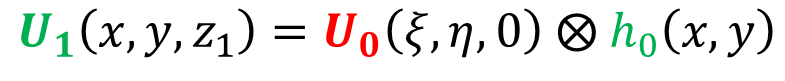 𝑼₁(𝑥, 𝑦, 𝑧₁) = 𝑼₀(𝜉, 𝜂, 0) ⊗ ℎ₀(𝑥, 𝑦)